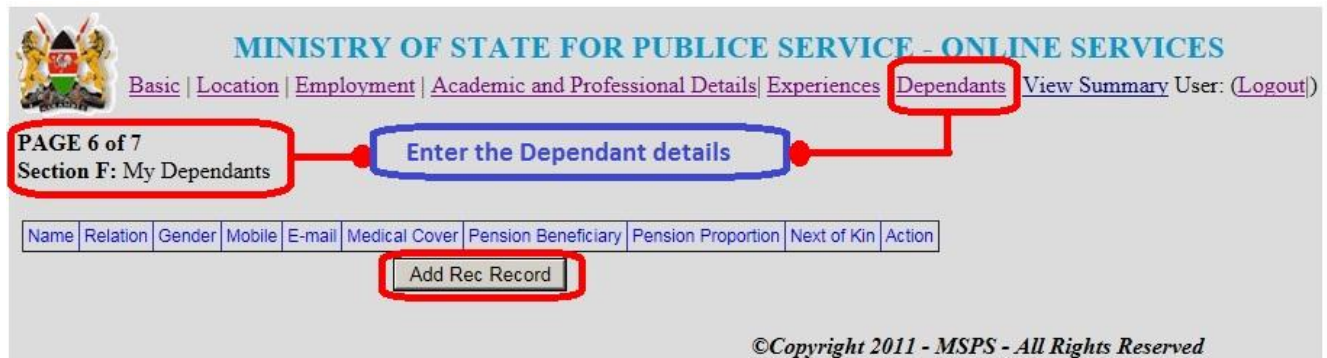 MINISTRY OF STATE FOR PUBLICE SERVICE - ONLINE SERVICES
Basic | Location | Employment | Academic and Professional Details| Experiences Dependants View Summary User: (Logout|)
PAGE 6 of 7
Section F: My Dependants
Enter the Dependant details
Name Relation Gender Mobile E-mail Medical Cover Pension Beneficiary Pension Proportion Next of Kin Action
Add Rec Record
©Copyright 2011 - MSPS - All Rights Reserved